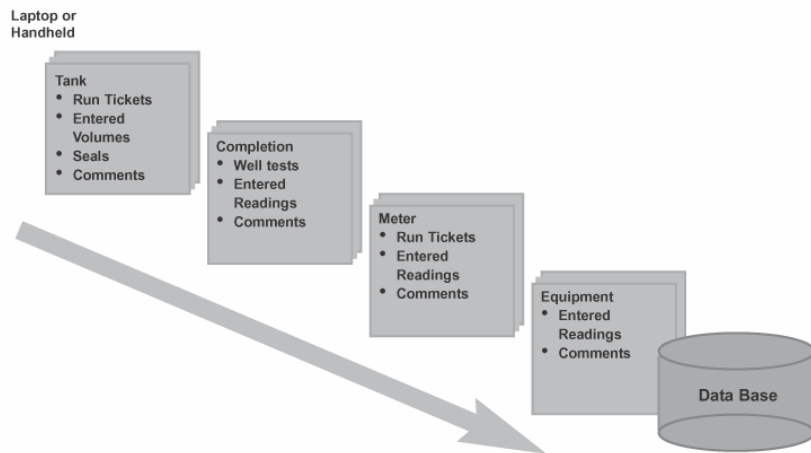 Laptop or
Handheld
Tank
• Run Tickets
• Entered
Volumes
• Seals
• Comments
Completion
• Well tests
• Entered
Readings
• Comments
Meter
• Run Tickets
• Entered
Readings
• Comments
Equipment
• Entered
Readings
• Comments
Data Base